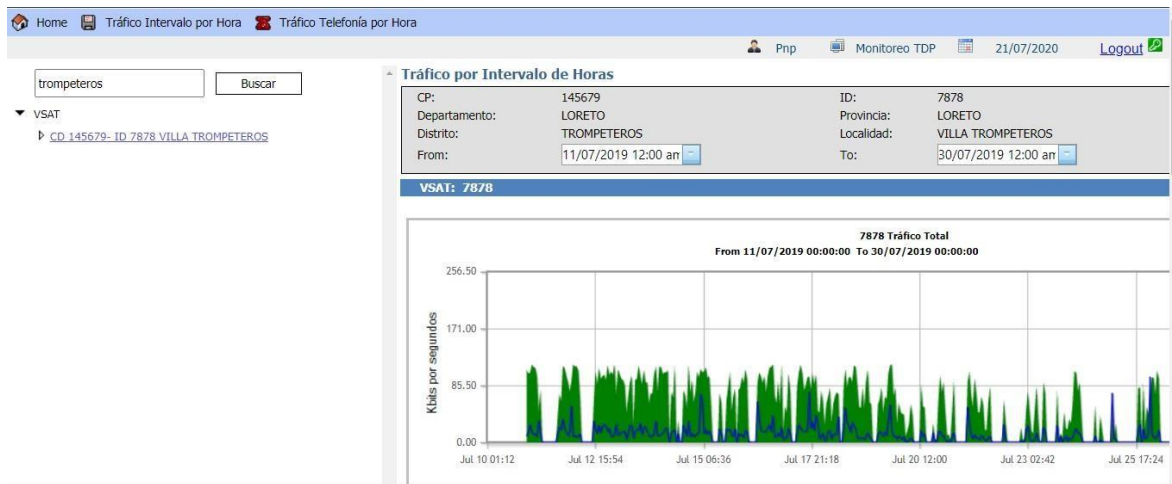 Home Tráfico Intervalo por Hora Tráfico Telefonía por Hora
Pnp Monitoreo TDP 21/07/2020 Logout
trompeteros Buscar
VSAT
CD 145679- ID 7878 VILLA TROMPETEROS
Tráfico por Intervalo de Horas
CP: 145679 ID: 7878
Departamento: LORETO Provincia: LORETO
Distrito: TROMPETEROS Localidad: VILLA TROMPETEROS
From: 11/07/2019 12:00 am To: 30/07/2019 12:00 am
VSAT: 7878
7878 Tráfico Total
From 11/07/2019 00:00:00 To 30/07/2019 00:00:00
Kbits por segundos
256.50
171.00
85.50
0.00
Jul 10 01:12 Jul 12 15:54 Jul 15 06:36 Jul 17 21:18 Jul 20 12:00 Jul 23 02:42 Jul 25 17:24